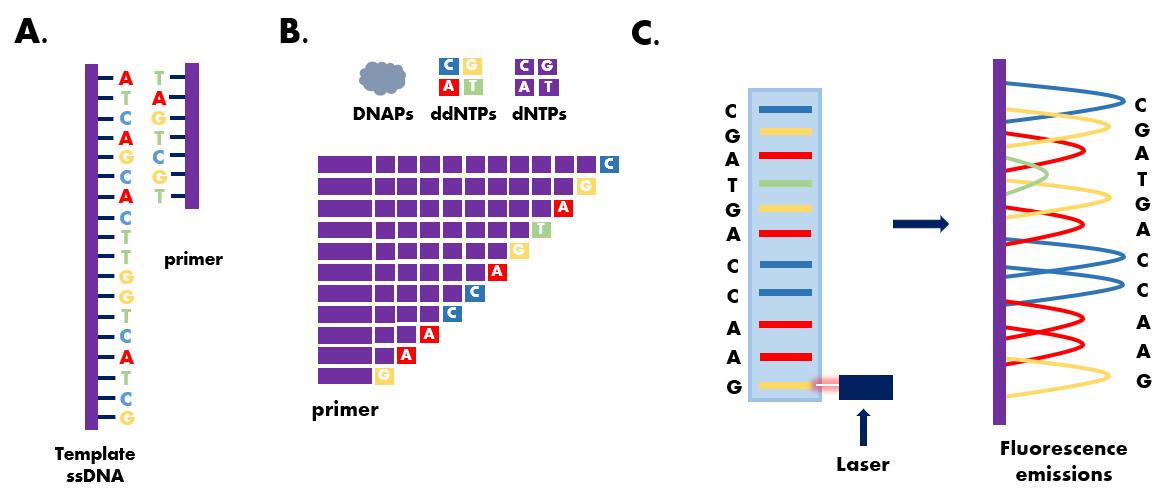 A.
A T
T A
C G
A T
G C
C G
A T
C
T
T
G
G
T
C
A
T
C
G
primer
Template
ssDNA
B.
C G C G
A T A T
DNAPs ddNTPs dNTPs
C
G
A
T
G
A
C
C
A
A
G
primer
C.
C
G
A
T
G
A
C
C
A
A
G
Laser
C
G
A
T
G
A
C
C
A
A
G
Fluorescence
emissions